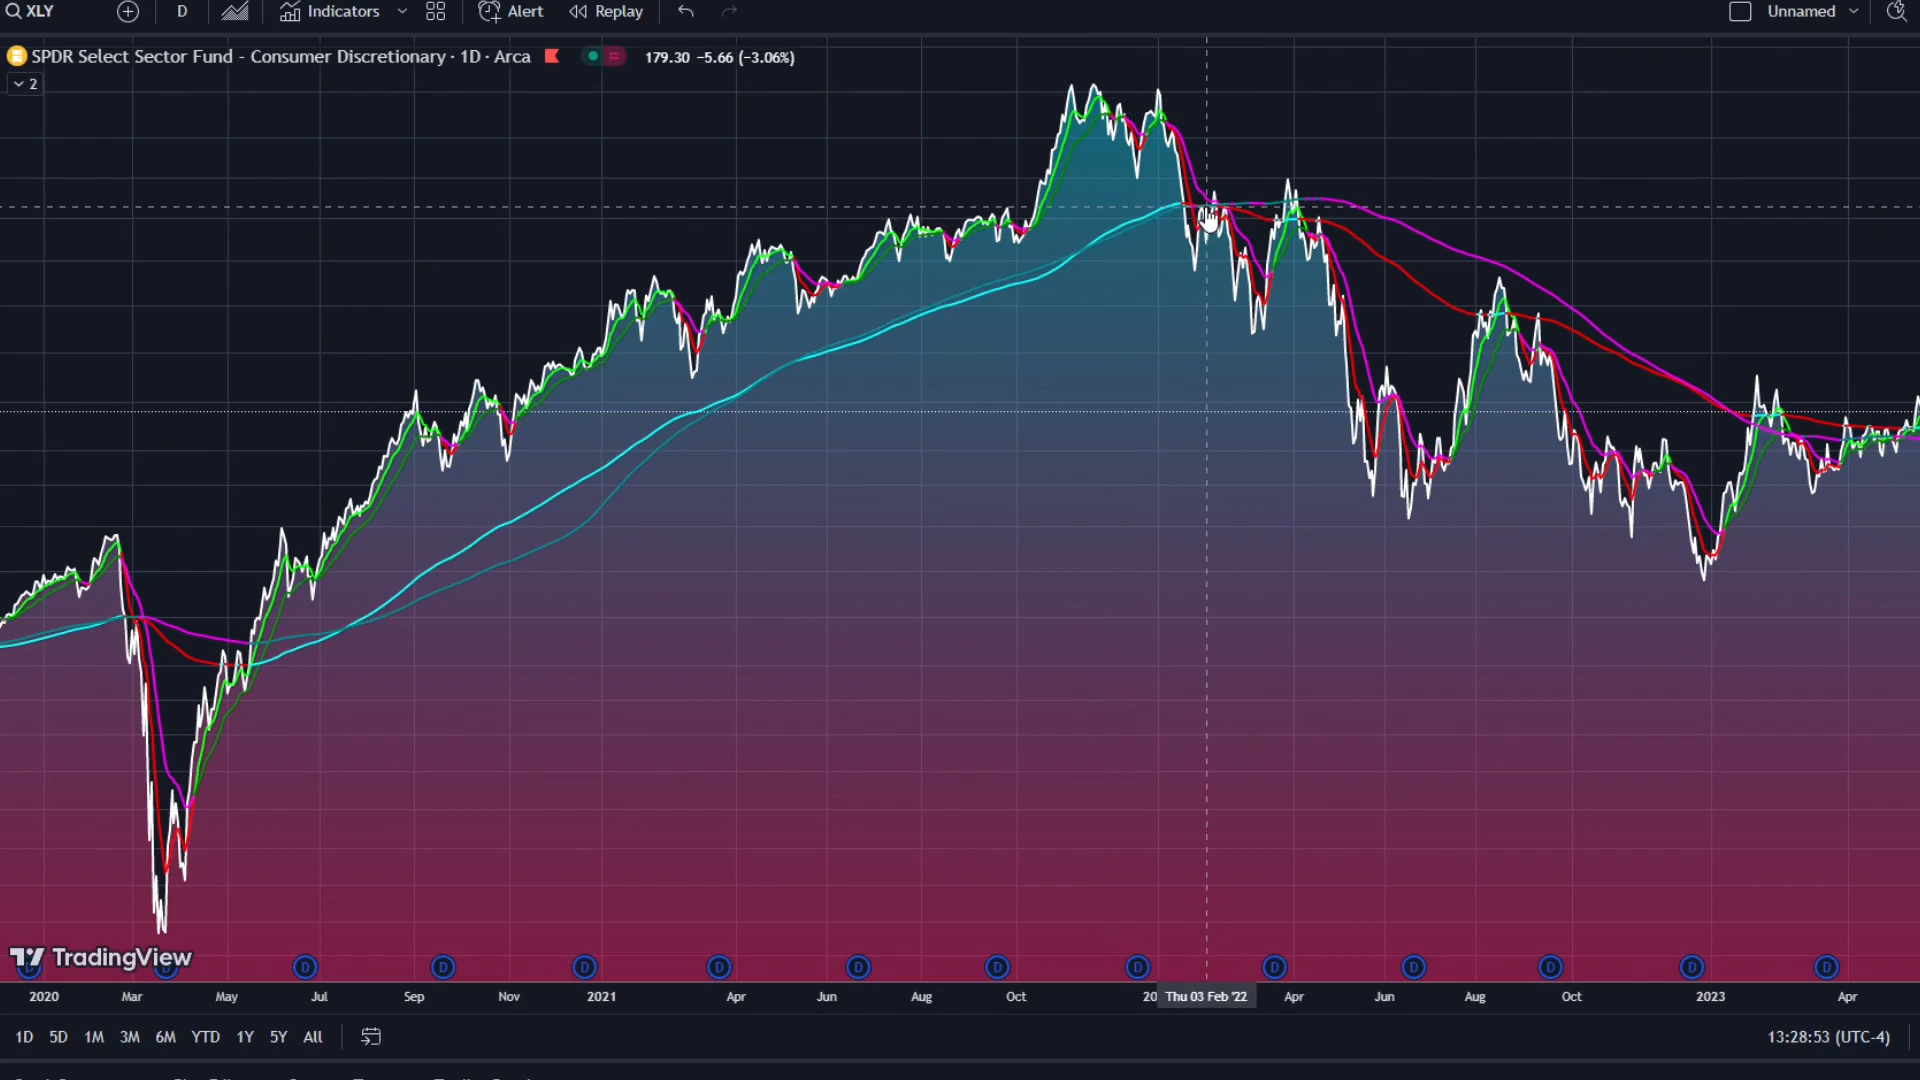 XLY D Indicators Alert Replay Unnamed
SPDR Select Sector Fund - Consumer Discretionary · 1D · Arca 179.30 −5.66 (−3.06%)
2
TradingView
D D D D D D D D D D D D D D
2020 Mar May Jul Sep Nov 2021 Apr Jun Aug Oct 20 Thu 03 Feb '22 Apr Jun Aug Oct 2023 Apr
1D 5D 1M 3M 6M YTD 1Y 5Y All 13:28:53 (UTC-4)